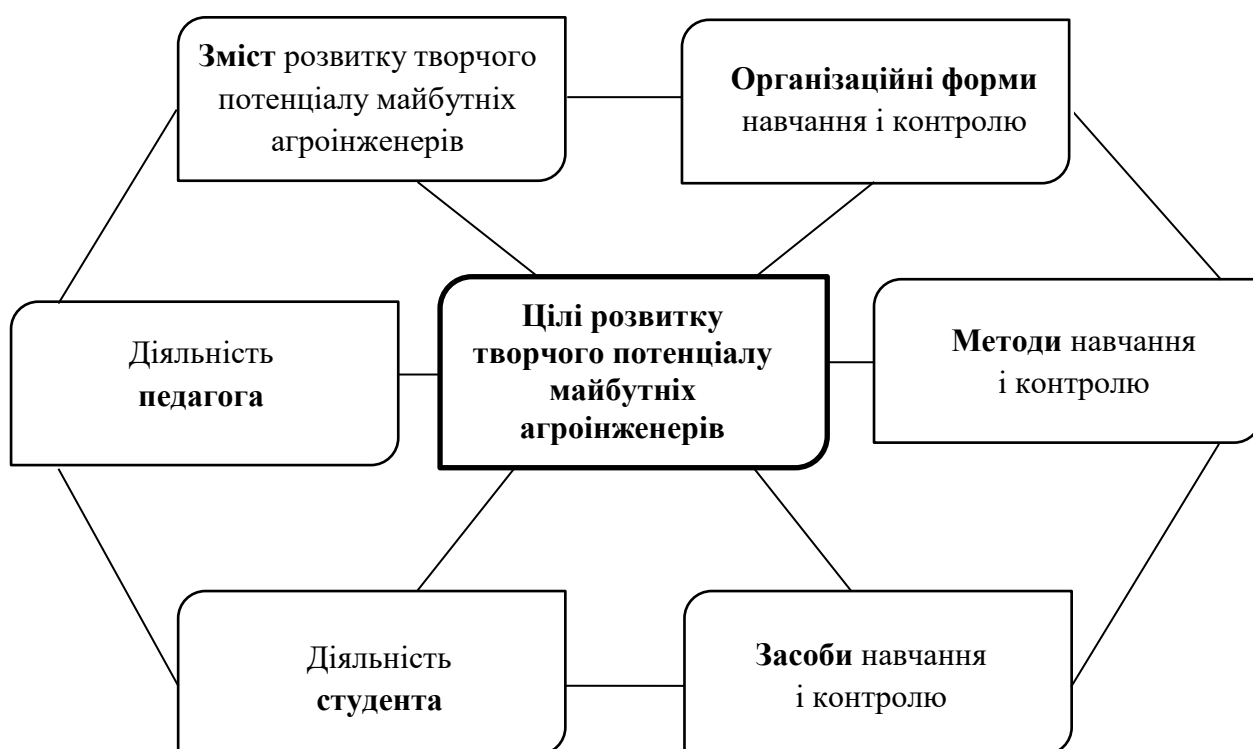 Зміст розвитку творчого
потенціалу майбутніх
агроінженерів
Організаційні форми
навчання і контролю
Діяльність
педагога
Цілі розвитку
творчого потенціалу
майбутніх
агроінженерів
Методи навчання
і контролю
Діяльність
студента
Засоби навчання
і контролю